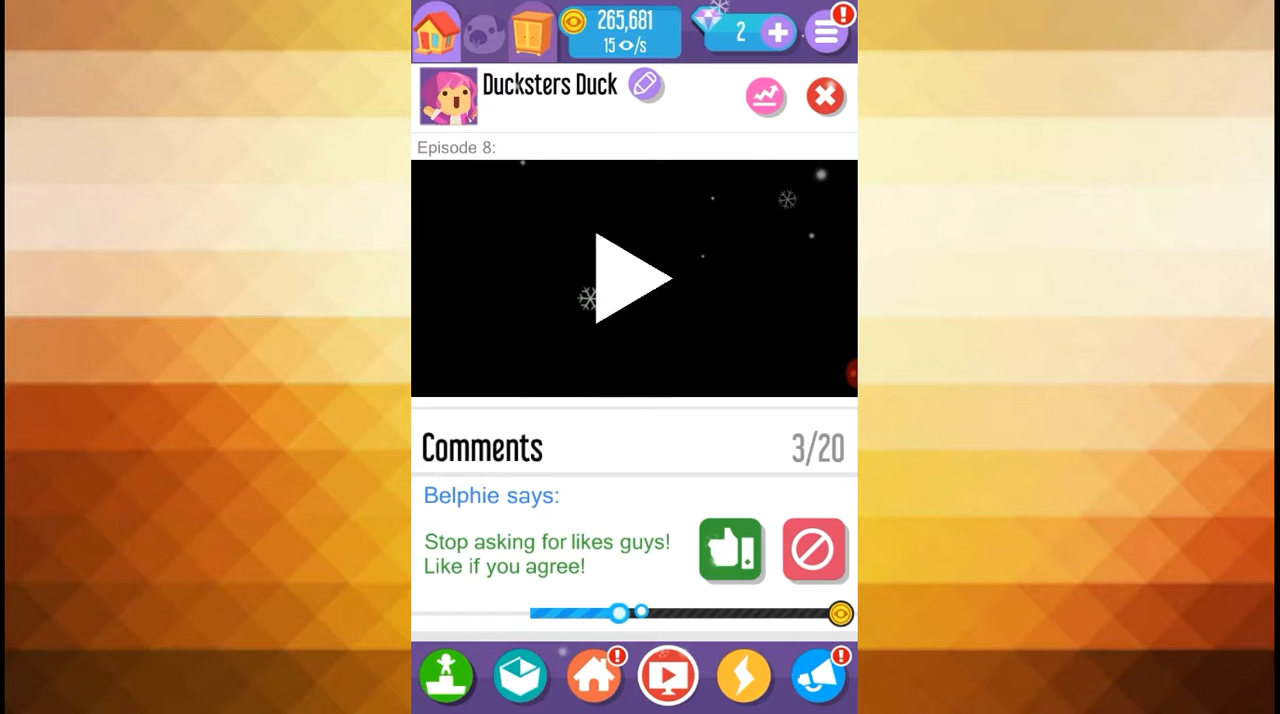 265,681
15 /s
2
!
Ducksters Duck
Episode 8:
Comments
3/20
Belphie says:
Stop asking for likes guys!
Like if you agree!
!
!